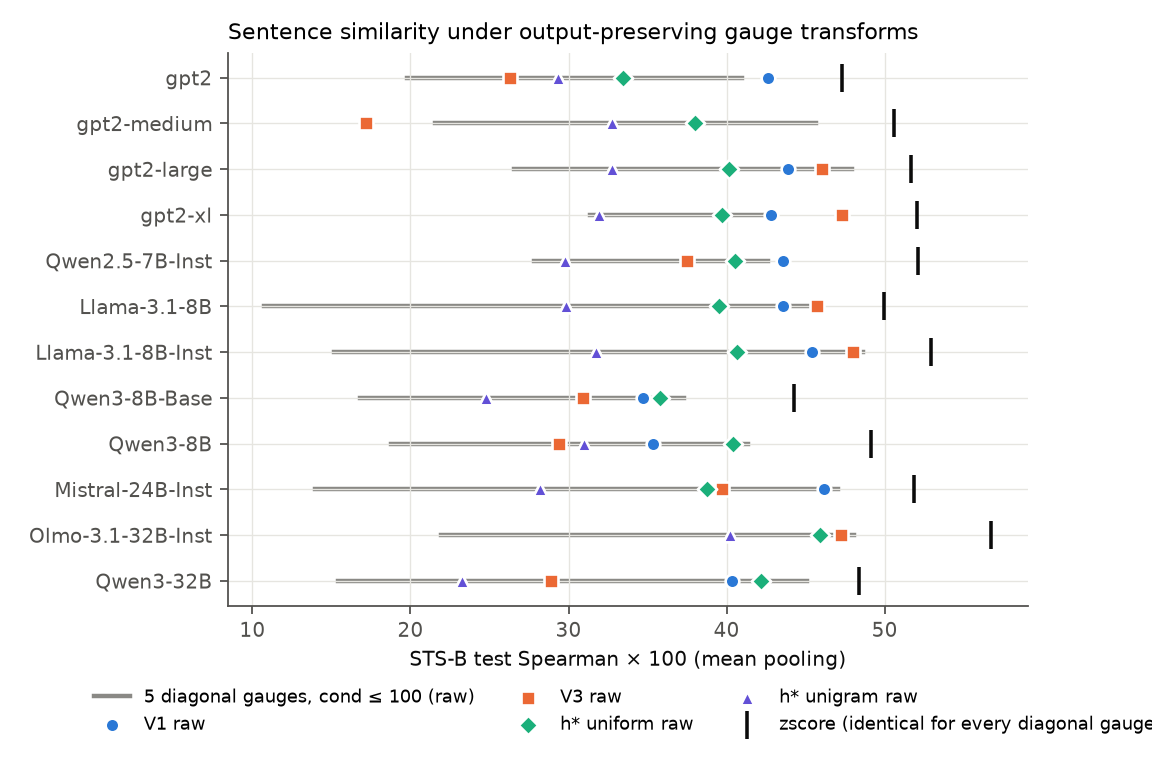 Sentence similarity under output-preserving gauge transforms
gpt2
gpt2-medium
gpt2-large
gpt2-xl
Qwen2.5-7B-Inst
Llama-3.1-8B
Llama-3.1-8B-Inst
Qwen3-8B-Base
Qwen3-8B
Mistral-24B-Inst
Olmo-3.1-32B-Inst
Qwen3-32B
10 20 30 40 50
STS-B test Spearman × 100 (mean pooling)
5 diagonal gauges, cond ≤ 100 (raw) V3 raw h* unigram raw
V1 raw h* uniform raw zscore (identical for every diagonal gauge